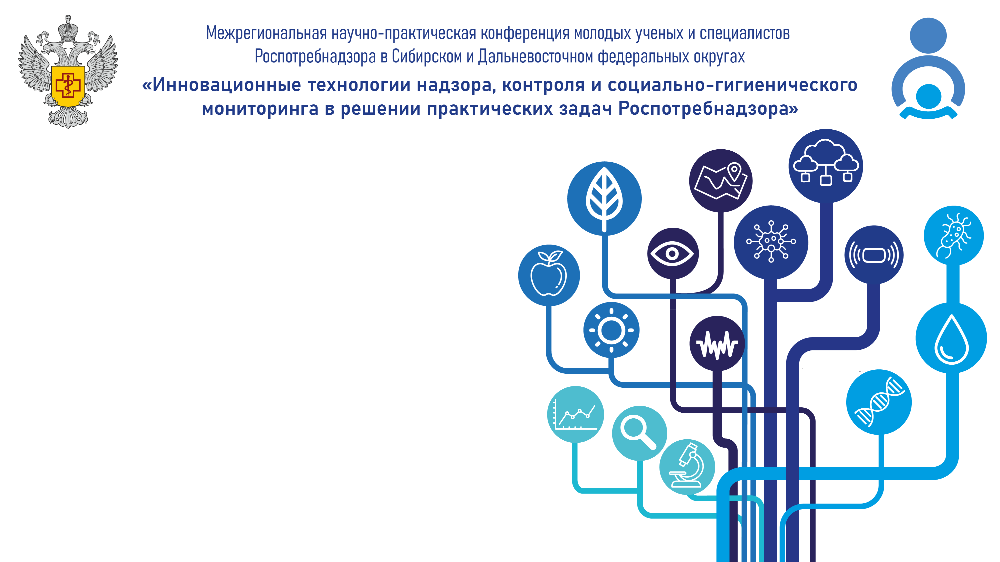 Межрегиональная научно-практическая конференция молодых ученых и специалистов
Роспотребнадзора в Сибирском и Дальневосточном федеральных округах
«Инновационные технологии надзора, контроля и социально-гигиенического
мониторинга в решении практических задач Роспотребнадзора»